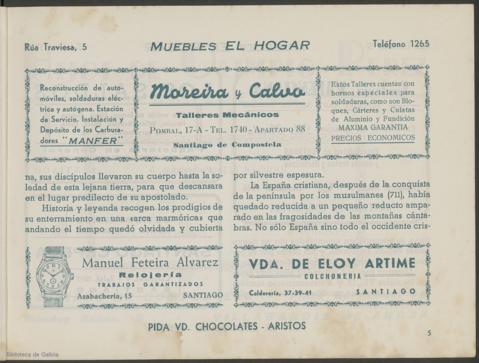 Rúa Traviesa, 5
MUEBLES EL HOGAR
Teléfono 1265
Reconstrucción de auto-
móviles, soldaduras eléc-
trica y autógena. Estación
de Servicio. Instalación y
Depósito de los Carbura-
dores "MANFER"
Moreira y Calvo
Talleres Mecánicos
POMBAL, 17-A - TEL. 1740 - APARTADO 88
Santiago de Compostela
Estos Talleres cuentan con
hornos especiales para
soldaduras, como son Blo-
ques, Cárteres y Culatas
de Aluminio y Fundición
MAXIMA GARANTIA
PRECIOS ECONOMICOS
na, sus discípulos llevaron su cuerpo hasta la so-
ledad de esta lejana tierra, para que descansara
en el lugar predilecto de su apostolado.
Historia y leyenda recogen los prodigios de
su enterramiento en una «arca marmórica» que
andando el tiempo quedó olvidada y cubierta
por silvestre espesura.
La España cristiana, después de la conquista
de la península por los musulmanes (711), había
quedado reducida a un pequeño reducto ampa-
rado en las fragosidades de las montañas cánta-
bras. No sólo España sino todo el occidente cris-
Manuel Feteira Alvarez
Relojería
TRABAJOS GARANTIZADOS
Azabachería, 15
SANTIAGO
VDA. DE ELOY ARTIME
COLCHONERIA
Calderería, 37-39-41
SANTIAGO
PIDA VD. CHOCOLATES - ARISTOS
5
Biblioteca de Galicia